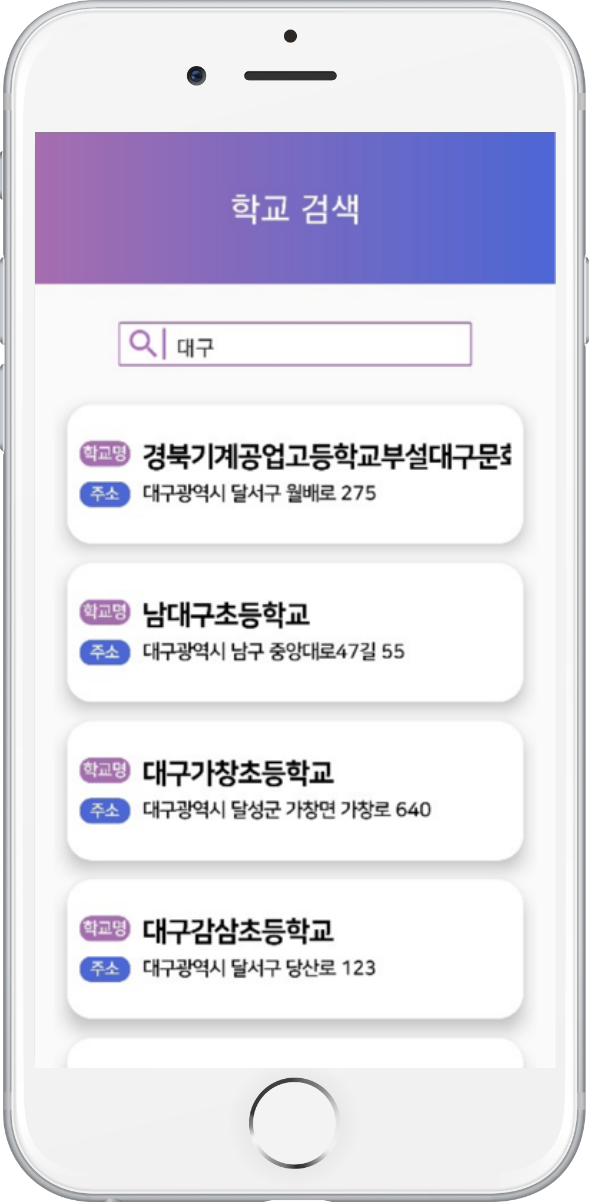 학교 검색
대구
학교명 경북기계공업고등학교부설대구문
주소 대구광역시 달서구 월배로 275
학교명 남대구초등학교
주소 대구광역시 남구 중앙대로47길 55
학교명 대구가창초등학교
주소 대구광역시 달성군 가창면 가창로 640
학교명 대구감삼초등학교
주소 대구광역시 달서구 당산로 123